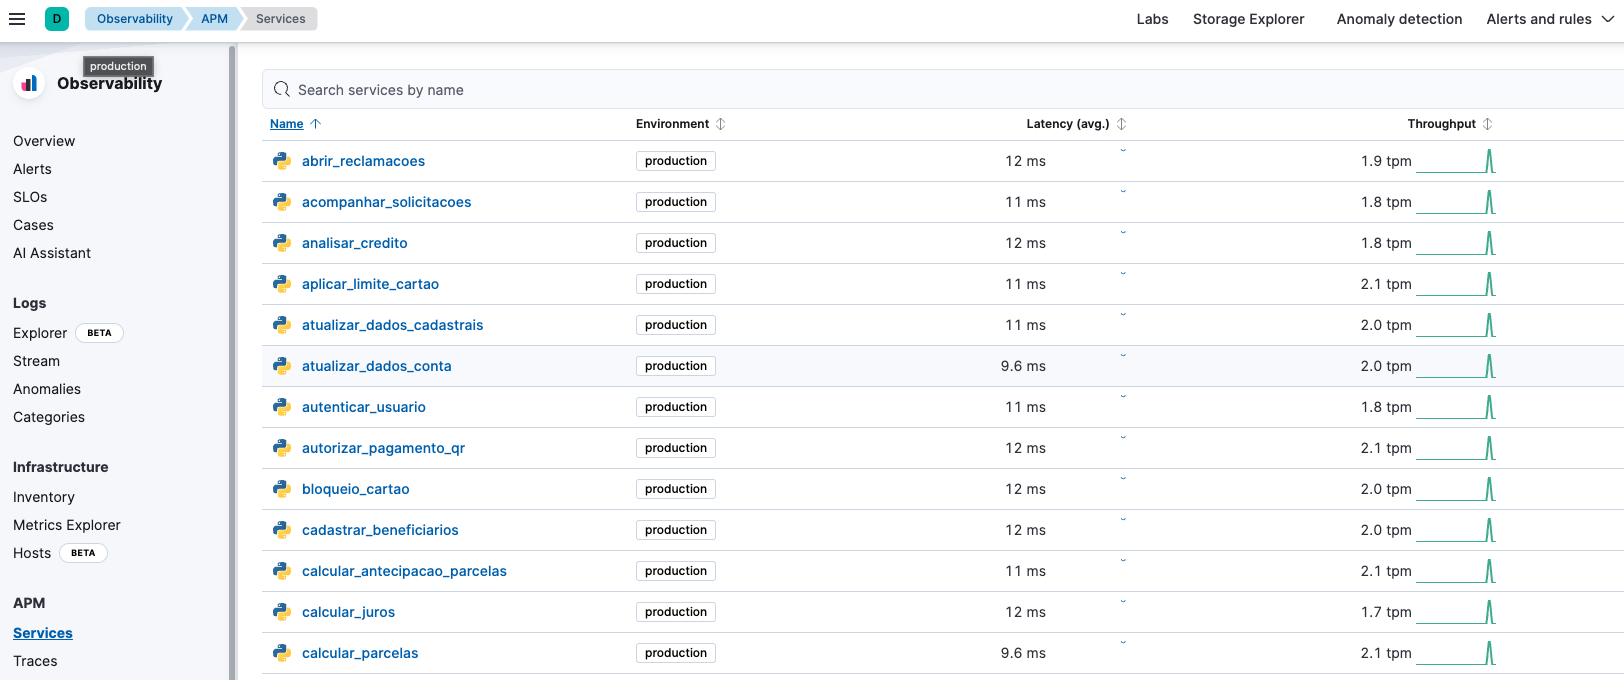 D Observability APM Services Labs Storage Explorer Anomaly detection Alerts and rules
production
Observability
Overview
Alerts
SLOs
Cases
AI Assistant
Logs
Explorer BETA
Stream
Anomalies
Categories
Infrastructure
Inventory
Metrics Explorer
Hosts BETA
APM
Services
Traces
Search services by name
Name Environment Latency (avg.) Throughput
abrir_reclamacoes production 12 ms 1.9 tpm
acompanhar_solicitacoes production 11 ms 1.8 tpm
analisar_credito production 12 ms 1.8 tpm
aplicar_limite_cartao production 11 ms 2.1 tpm
atualizar_dados_cadastrais production 11 ms 2.0 tpm
atualizar_dados_conta production 9.6 ms 2.0 tpm
autenticar_usuario production 11 ms 1.8 tpm
autorizar_pagamento_qr production 12 ms 2.1 tpm
bloqueio_cartao production 12 ms 2.0 tpm
cadastrar_beneficiarios production 12 ms 2.0 tpm
calcular_antecipacao_parcelas production 11 ms 2.1 tpm
calcular_juros production 12 ms 1.7 tpm
calcular_parcelas production 9.6 ms 2.1 tpm